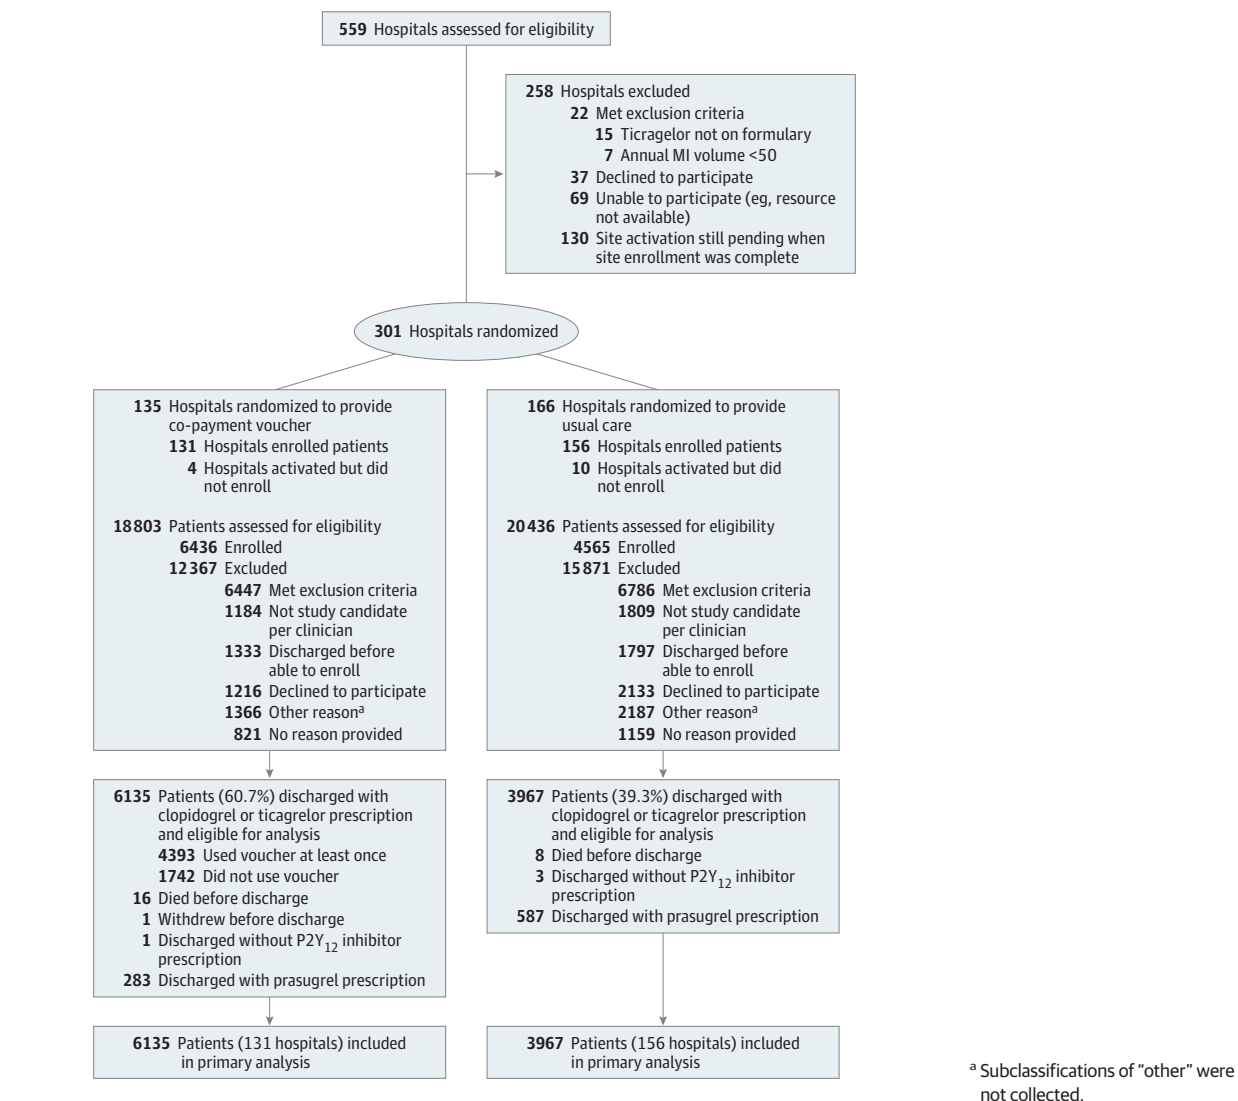 559 Hospitals assessed for eligibility
258 Hospitals excluded
22 Met exclusion criteria
15 Ticragelor not on formulary
7 Annual MI volume <50
37 Declined to participate
69 Unable to participate (eg, resource
not available)
130 Site activation still pending when
site enrollment was complete
301 Hospitals randomized
135 Hospitals randomized to provide
co-payment voucher
131 Hospitals enrolled patients
4 Hospitals activated but did
not enroll
18803 Patients assessed for eligibility
6436 Enrolled
12367 Excluded
6447 Met exclusion criteria
1184 Not study candidate
per clinician
1333 Discharged before
able to enroll
1216 Declined to participate
1366 Other reasonᵃ
821 No reason provided
166 Hospitals randomized to provide
usual care
156 Hospitals enrolled patients
10 Hospitals activated but did
not enroll
20436 Patients assessed for eligibility
4565 Enrolled
15871 Excluded
6786 Met exclusion criteria
1809 Not study candidate
per clinician
1797 Discharged before
able to enroll
2133 Declined to participate
2187 Other reasonᵃ
1159 No reason provided
6135 Patients (60.7%) discharged with
clopidogrel or ticagrelor prescription
and eligible for analysis
4393 Used voucher at least once
1742 Did not use voucher
16 Died before discharge
1 Withdrew before discharge
1 Discharged without P2Y₁₂ inhibitor
prescription
283 Discharged with prasugrel prescription
3967 Patients (39.3%) discharged with
clopidogrel or ticagrelor prescription
and eligible for analysis
8 Died before discharge
3 Discharged without P2Y₁₂ inhibitor
prescription
587 Discharged with prasugrel prescription
6135 Patients (131 hospitals) included
in primary analysis
3967 Patients (156 hospitals) included
in primary analysis
ᵃ Subclassifications of “other” were
not collected.